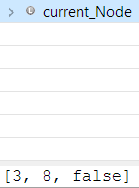 current_Node
[3, 8, false]